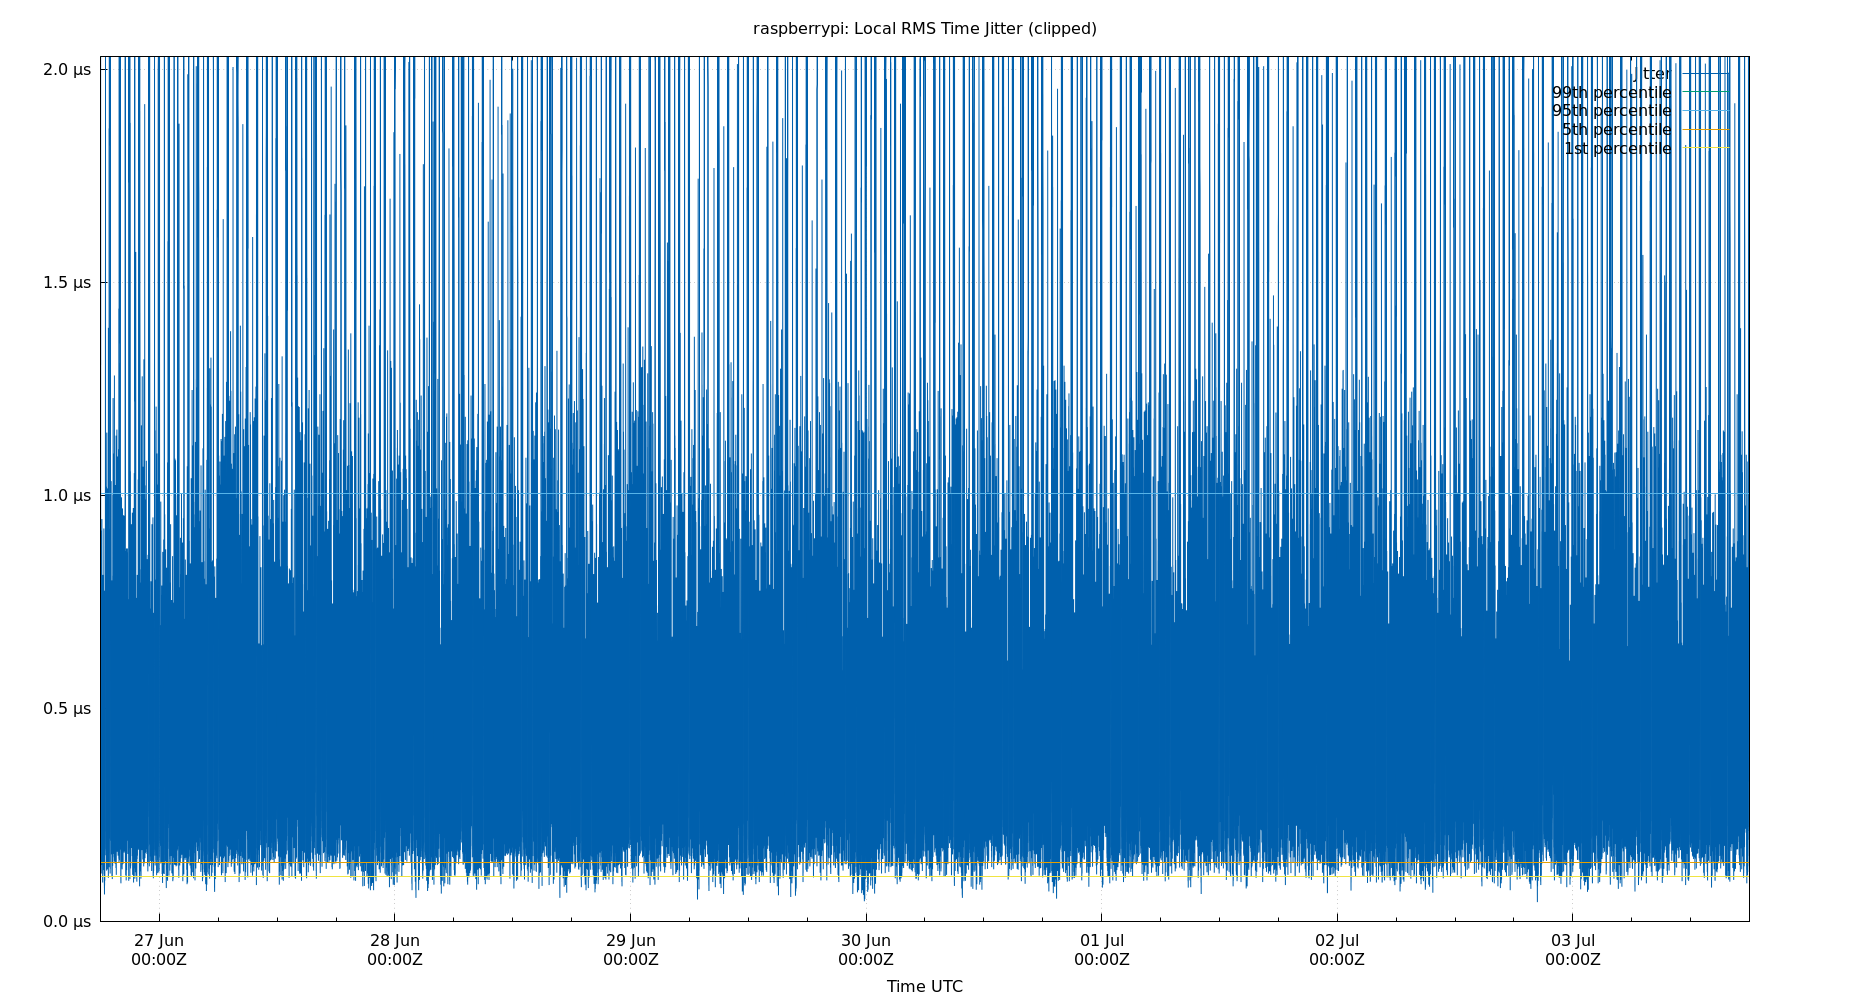 raspberrypi: Local RMS Time Jitter (clipped)
2.0 µs
1.5 µs
1.0 µs
0.5 µs
0.0 µs
jitter
99th percentile
95th percentile
5th percentile
1st percentile
27 Jun 28 Jun 29 Jun 30 Jun 01 Jul 02 Jul 03 Jul
00:00Z 00:00Z 00:00Z 00:00Z 00:00Z 00:00Z 00:00Z
Time UTC